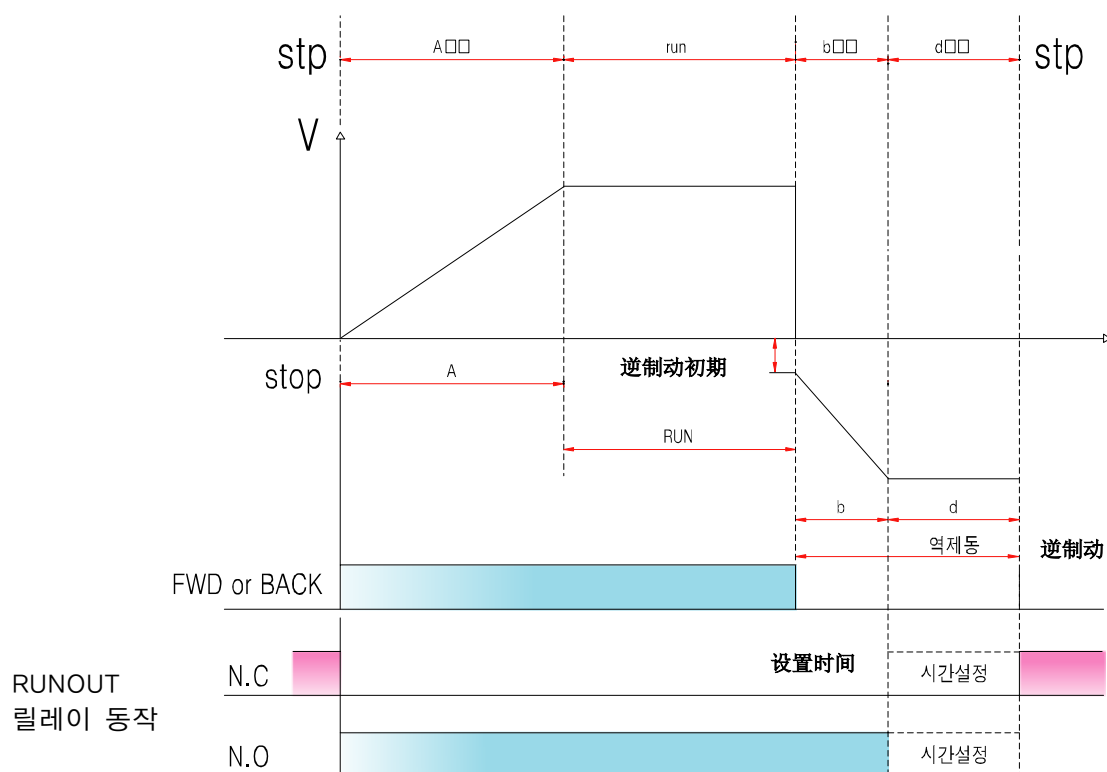 stp A□□ run b□□ d□□ stp
V
stop A 逆制动初期
RUN
b d
역제동 逆制动
FWD or BACK
N.C 设置时间 시간설정
RUNOUT
릴레이 동작
N.O 시간설정